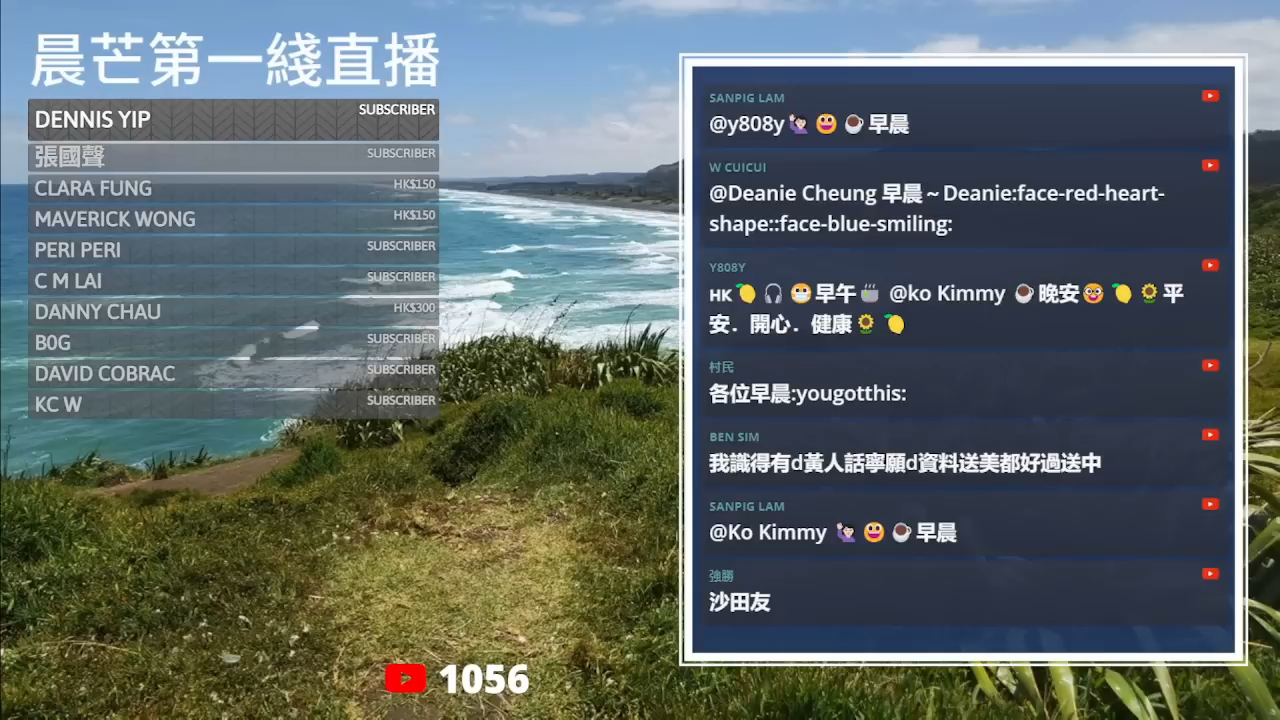 晨芒第一綫直播
DENNIS YIP SUBSCRIBER
張國聲 SUBSCRIBER
CLARA FUNG HK$150
MAVERICK WONG HK$150
PERI PERI SUBSCRIBER
C M LAI SUBSCRIBER
DANNY CHAU HK$300
B0G SUBSCRIBER
DAVID COBRAC SUBSCRIBER
KC W SUBSCRIBER
SANPIG LAM
@y808y🙋🏻‍♀️😃☕早晨
W CUICUI
@Deanie Cheung 早晨~Deanie:face-red-heart-
shape::face-blue-smiling:
Y808Y
HK🍋🎧😷早午🍵 @ko Kimmy ☕晚安🤓🍋🌻平
安．開心．健康🌻🍋
村民
各位早晨:yougotthis:
BEN SIM
我識得有d黃人話寧願d資料送美都好過送中
SANPIG LAM
@Ko Kimmy 🙋🏻‍♀️😃☕早晨
強勝
沙田友
1056